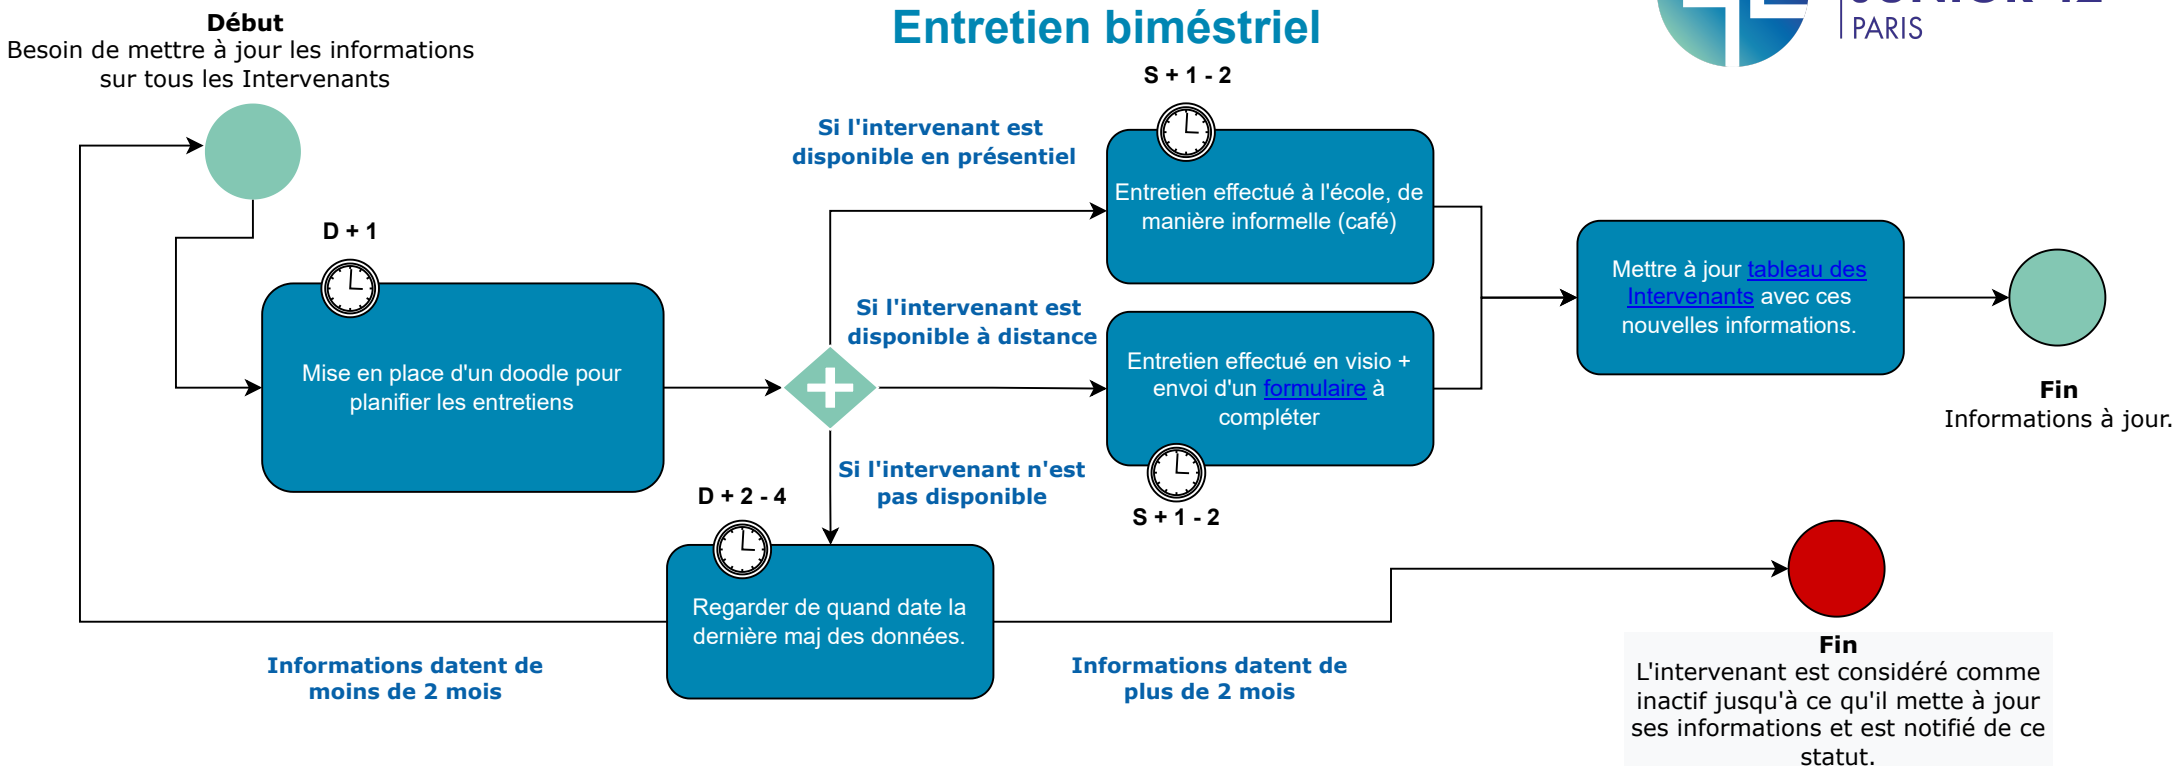 Entretien biméstriel
PARIS
Début
Besoin de mettre à jour les informations
sur tous les Intervenants
D + 1
Mise en place d'un doodle pour
planifier les entretiens
Si l'intervenant est
disponible en présentiel
S + 1 - 2
Entretien effectué à l'école, de
manière informelle (café)
Si l'intervenant est
disponible à distance
Entretien effectué en visio +
envoi d'un formulaire à
compléter
S + 1 - 2
Mettre à jour tableau des
Intervenants avec ces
nouvelles informations.
Fin
Informations à jour.
Si l'intervenant n'est
pas disponible
D + 2 - 4
Regarder de quand date la
dernière maj des données.
Informations datent de
moins de 2 mois
Informations datent de
plus de 2 mois
Fin
L'intervenant est considéré comme
inactif jusqu'à ce qu'il mette à jour
ses informations et est notifié de ce
statut.